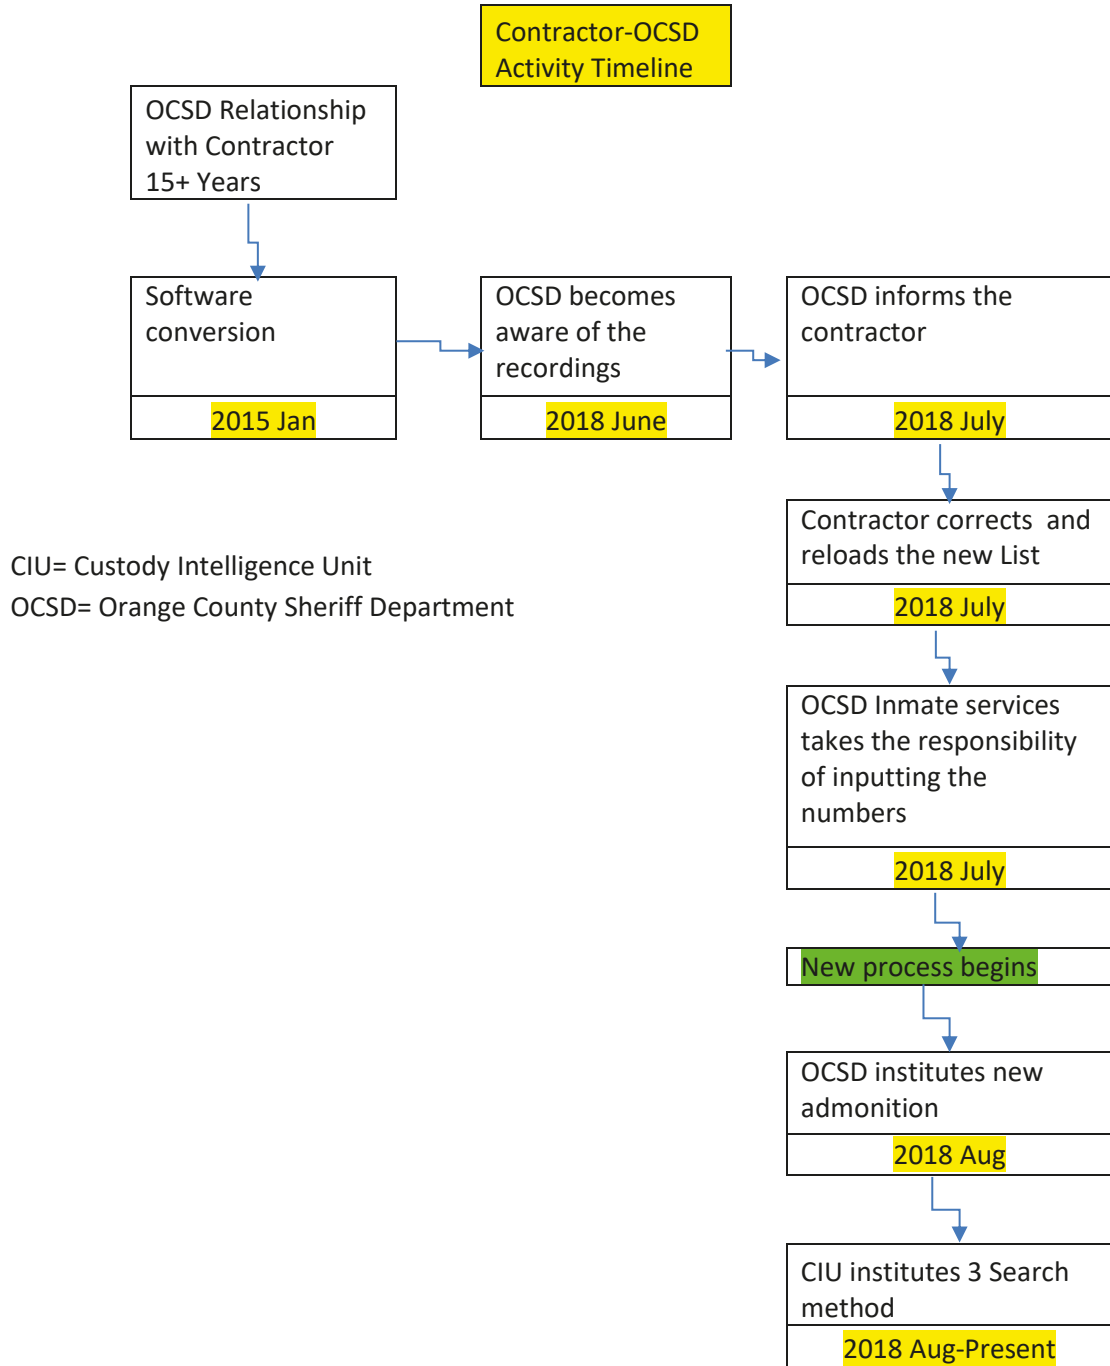 Contractor-OCSD
Activity Timeline
OCSD Relationship
with Contractor
15+ Years
Software
conversion
2015 Jan
OCSD becomes
aware of the
recordings
2018 June
OCSD informs the
contractor
2018 July
Contractor corrects and
reloads the new List
2018 July
CIU= Custody Intelligence Unit
OCSD= Orange County Sheriff Department
OCSD Inmate services
takes the responsibility
of inputting the
numbers
2018 July
New process begins
OCSD institutes new
admonition
2018 Aug
CIU institutes 3 Search
method
2018 Aug-Present